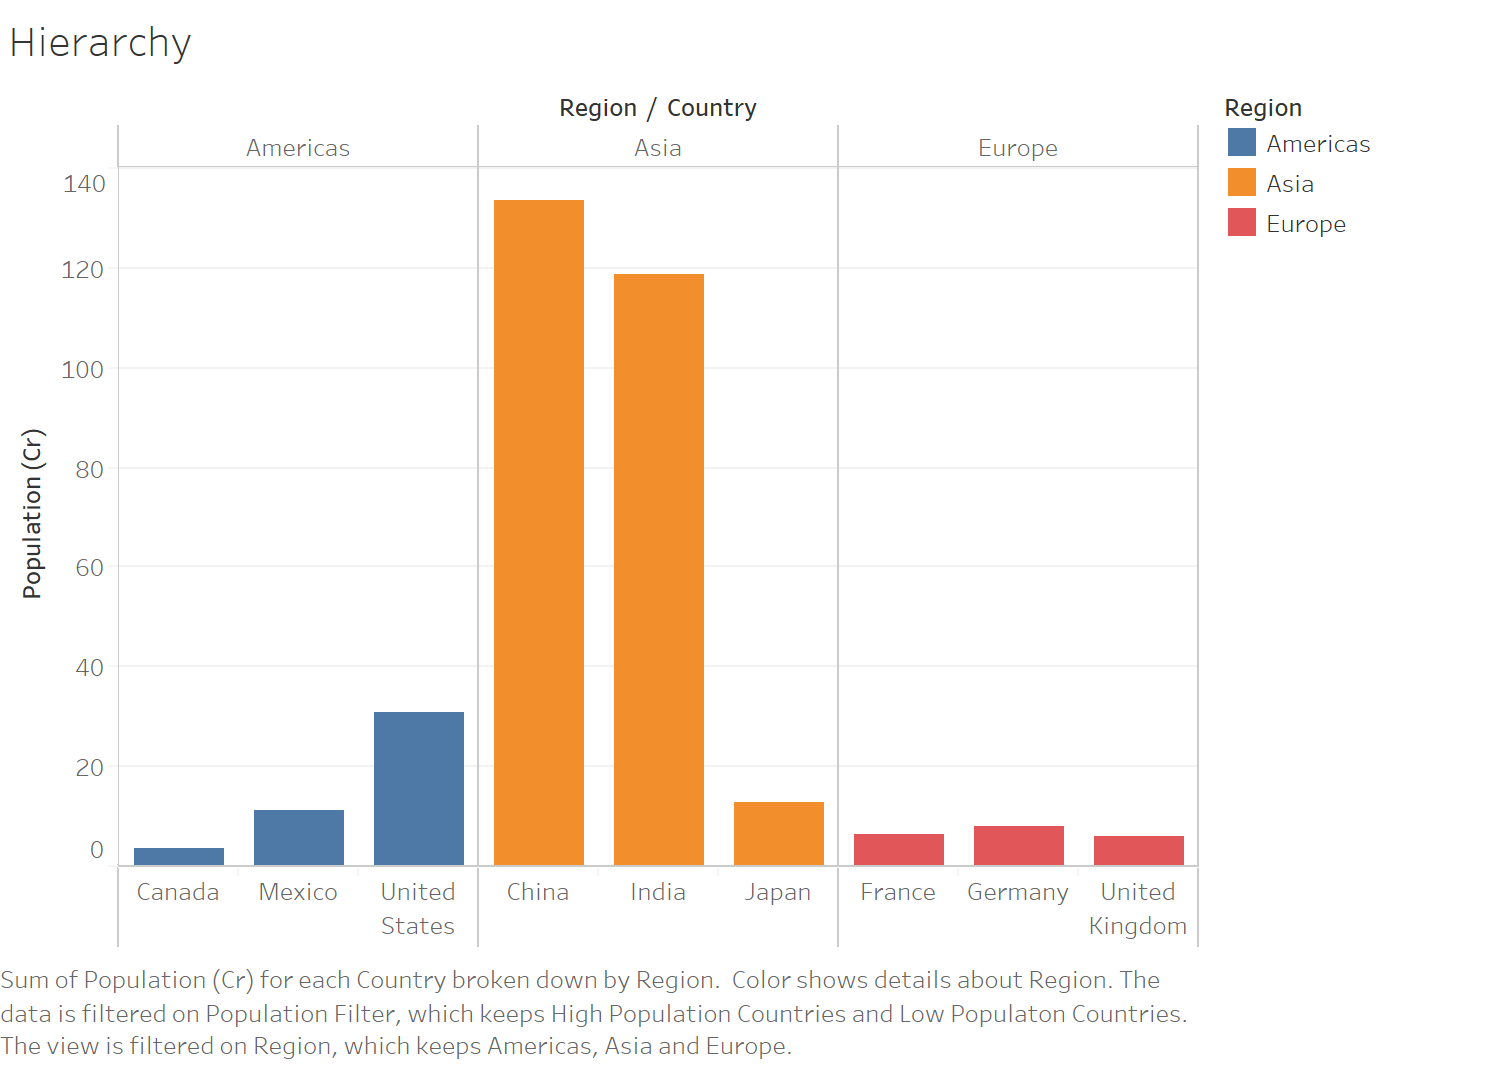 Hierarchy
Region / Country
Region
Americas
Asia
Europe
Americas
Asia
Europe
140
120
100
80
60
40
20
0
Population (Cr)
Canada
Mexico
United
States
China
India
Japan
France
Germany
United
Kingdom
Sum of Population (Cr) for each Country broken down by Region.  Color shows details about Region. The
data is filtered on Population Filter, which keeps High Population Countries and Low Populaton Countries.
The view is filtered on Region, which keeps Americas, Asia and Europe.